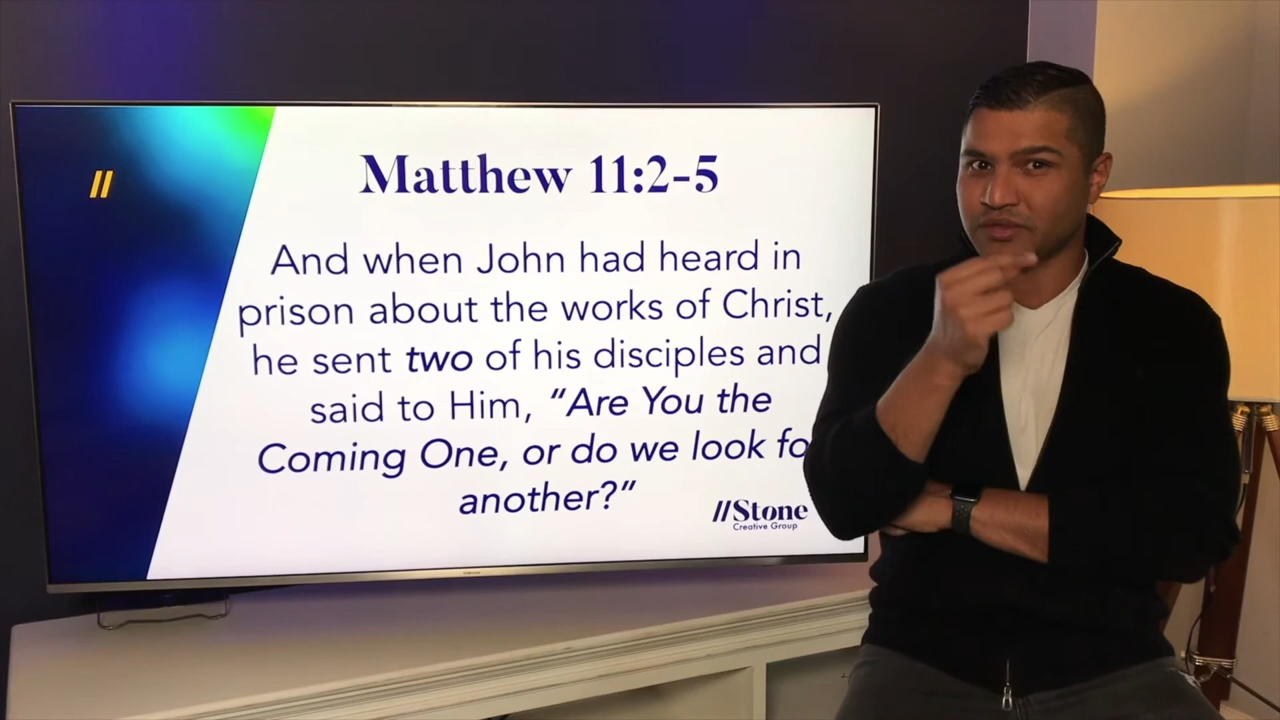 //
Matthew 11:2-5
And when John had heard in
prison about the works of Christ,
he sent two of his disciples and
said to Him, “Are You the
Coming One, or do we look fo
another?”
//Stone
Creative Group